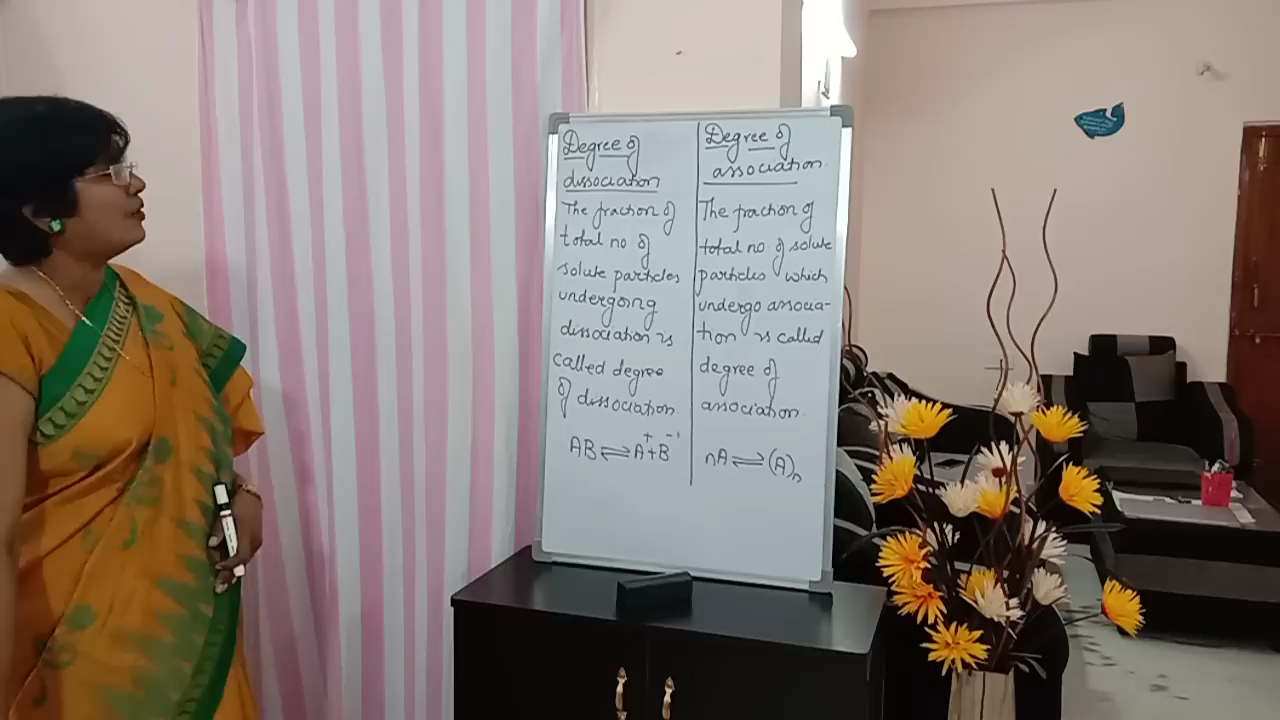 Degree of
dissociation
The fraction of
total no of
solute particles
undergoing
dissociation is
called degree
of dissociation.
AB ⇌ A⁺ + B⁻
Degree of
association.
The fraction of
total no. of solute
particles which
undergo associa-
tion is called
degree of
association.
nA ⇌ (A)ₙ